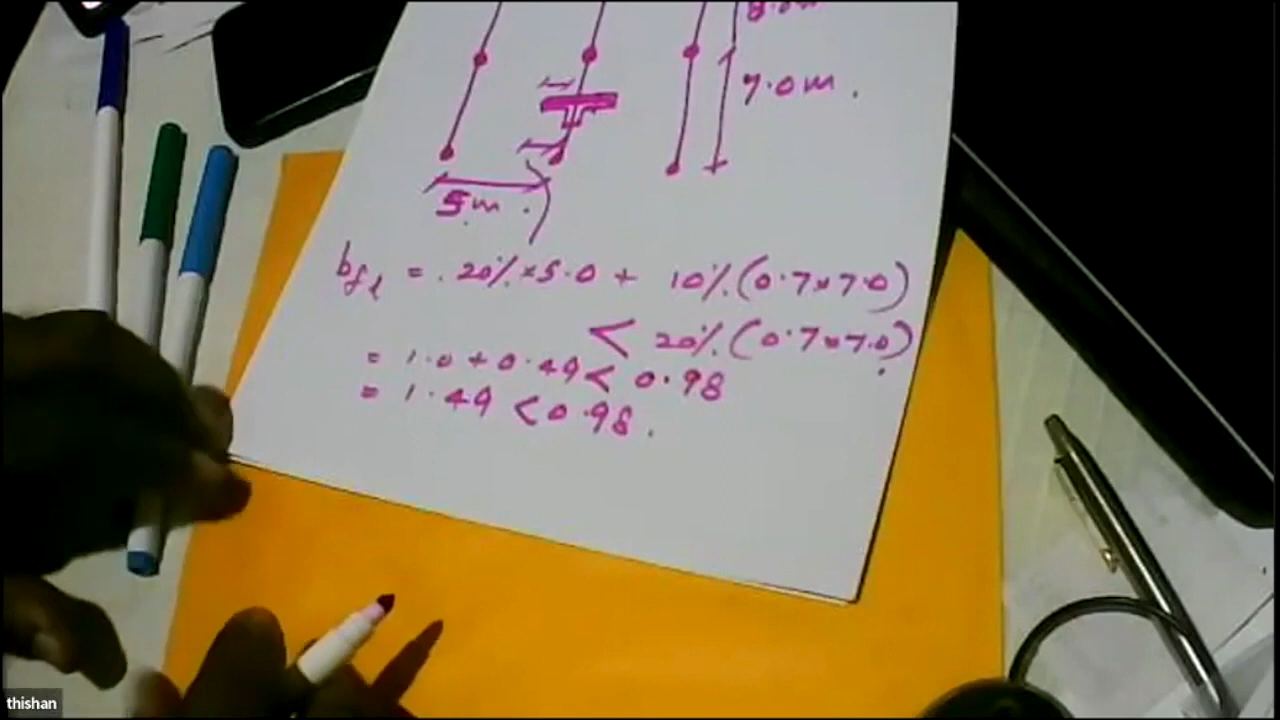 7.0m.
5m.
bf1 = . 20% × 5.0 + 10% (0.7 × 7.0)
< 20% (0.7 × 7.0)
= 1.0 + 0.49 < 0.98
= 1.49 < 0.98.
thishan